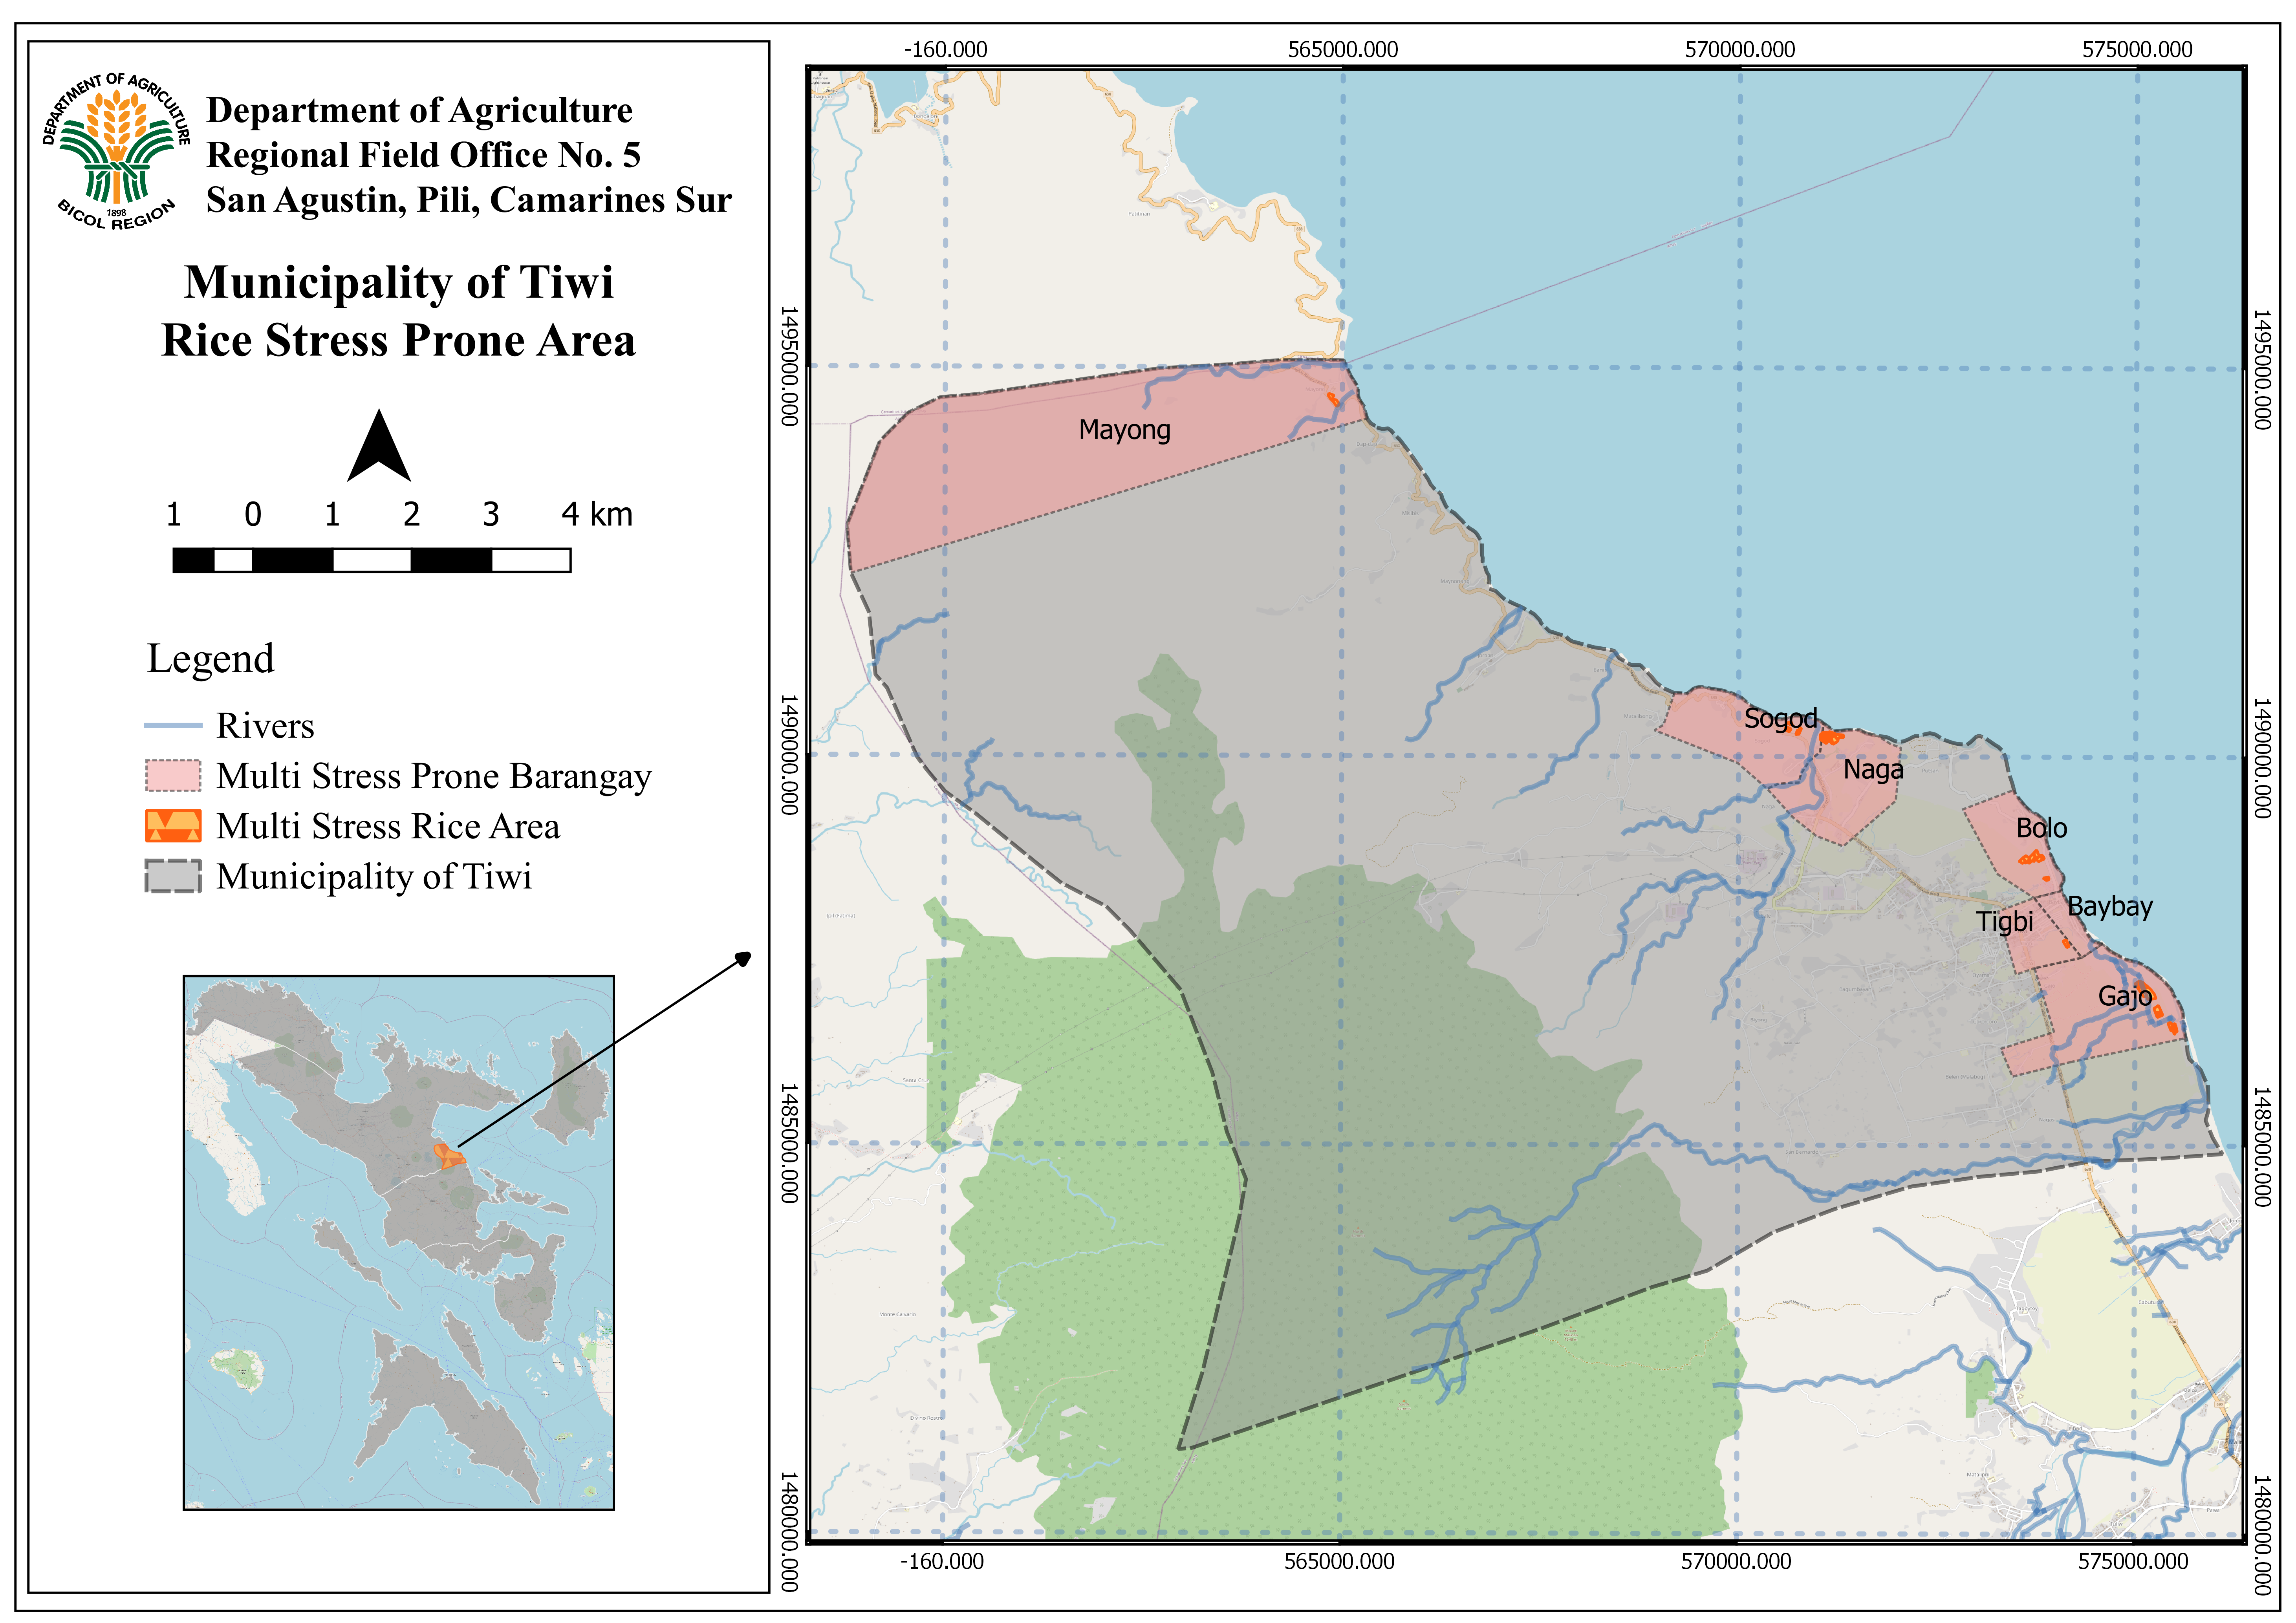 DEPARTMENT OF AGRICULTURE
1898
BICOL REGION
Department of Agriculture
Regional Field Office No. 5
San Agustin, Pili, Camarines Sur
Municipality of Tiwi
Rice Stress Prone Area
1 0 1 2 3 4 km
Legend
Rivers
Multi Stress Prone Barangay
Multi Stress Rice Area
Municipality of Tiwi
-160.000 565000.000 570000.000 575000.000
1495000.000 1495000.000
1490000.000 1490000.000
1485000.000 1485000.000
1480000.000 1480000.000
Mayong
Sogod
Naga
Bolo
Baybay
Tigbi
Gajo
-160.000 565000.000 570000.000 575000.000